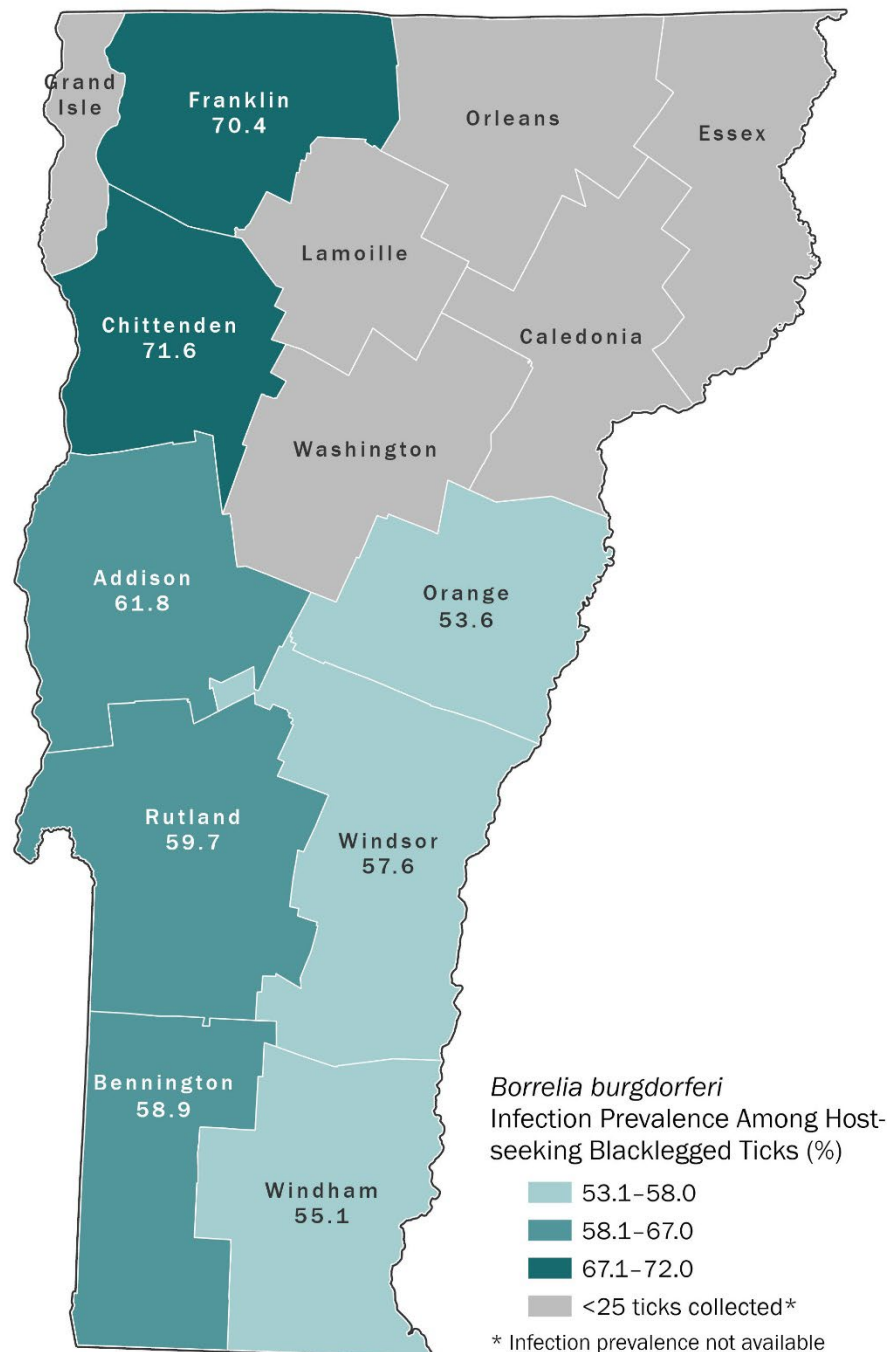 Grand
Isle
Franklin
70.4
Orleans
Essex
Lamoille
Chittenden
71.6
Caledonia
Washington
Addison
61.8
Orange
53.6
Rutland
59.7
Windsor
57.6
Bennington
58.9
Windham
55.1
Borrelia burgdorferi
Infection Prevalence Among Host-
seeking Blacklegged Ticks (%)
53.1–58.0
58.1–67.0
67.1–72.0
<25 ticks collected*
* Infection prevalence not available